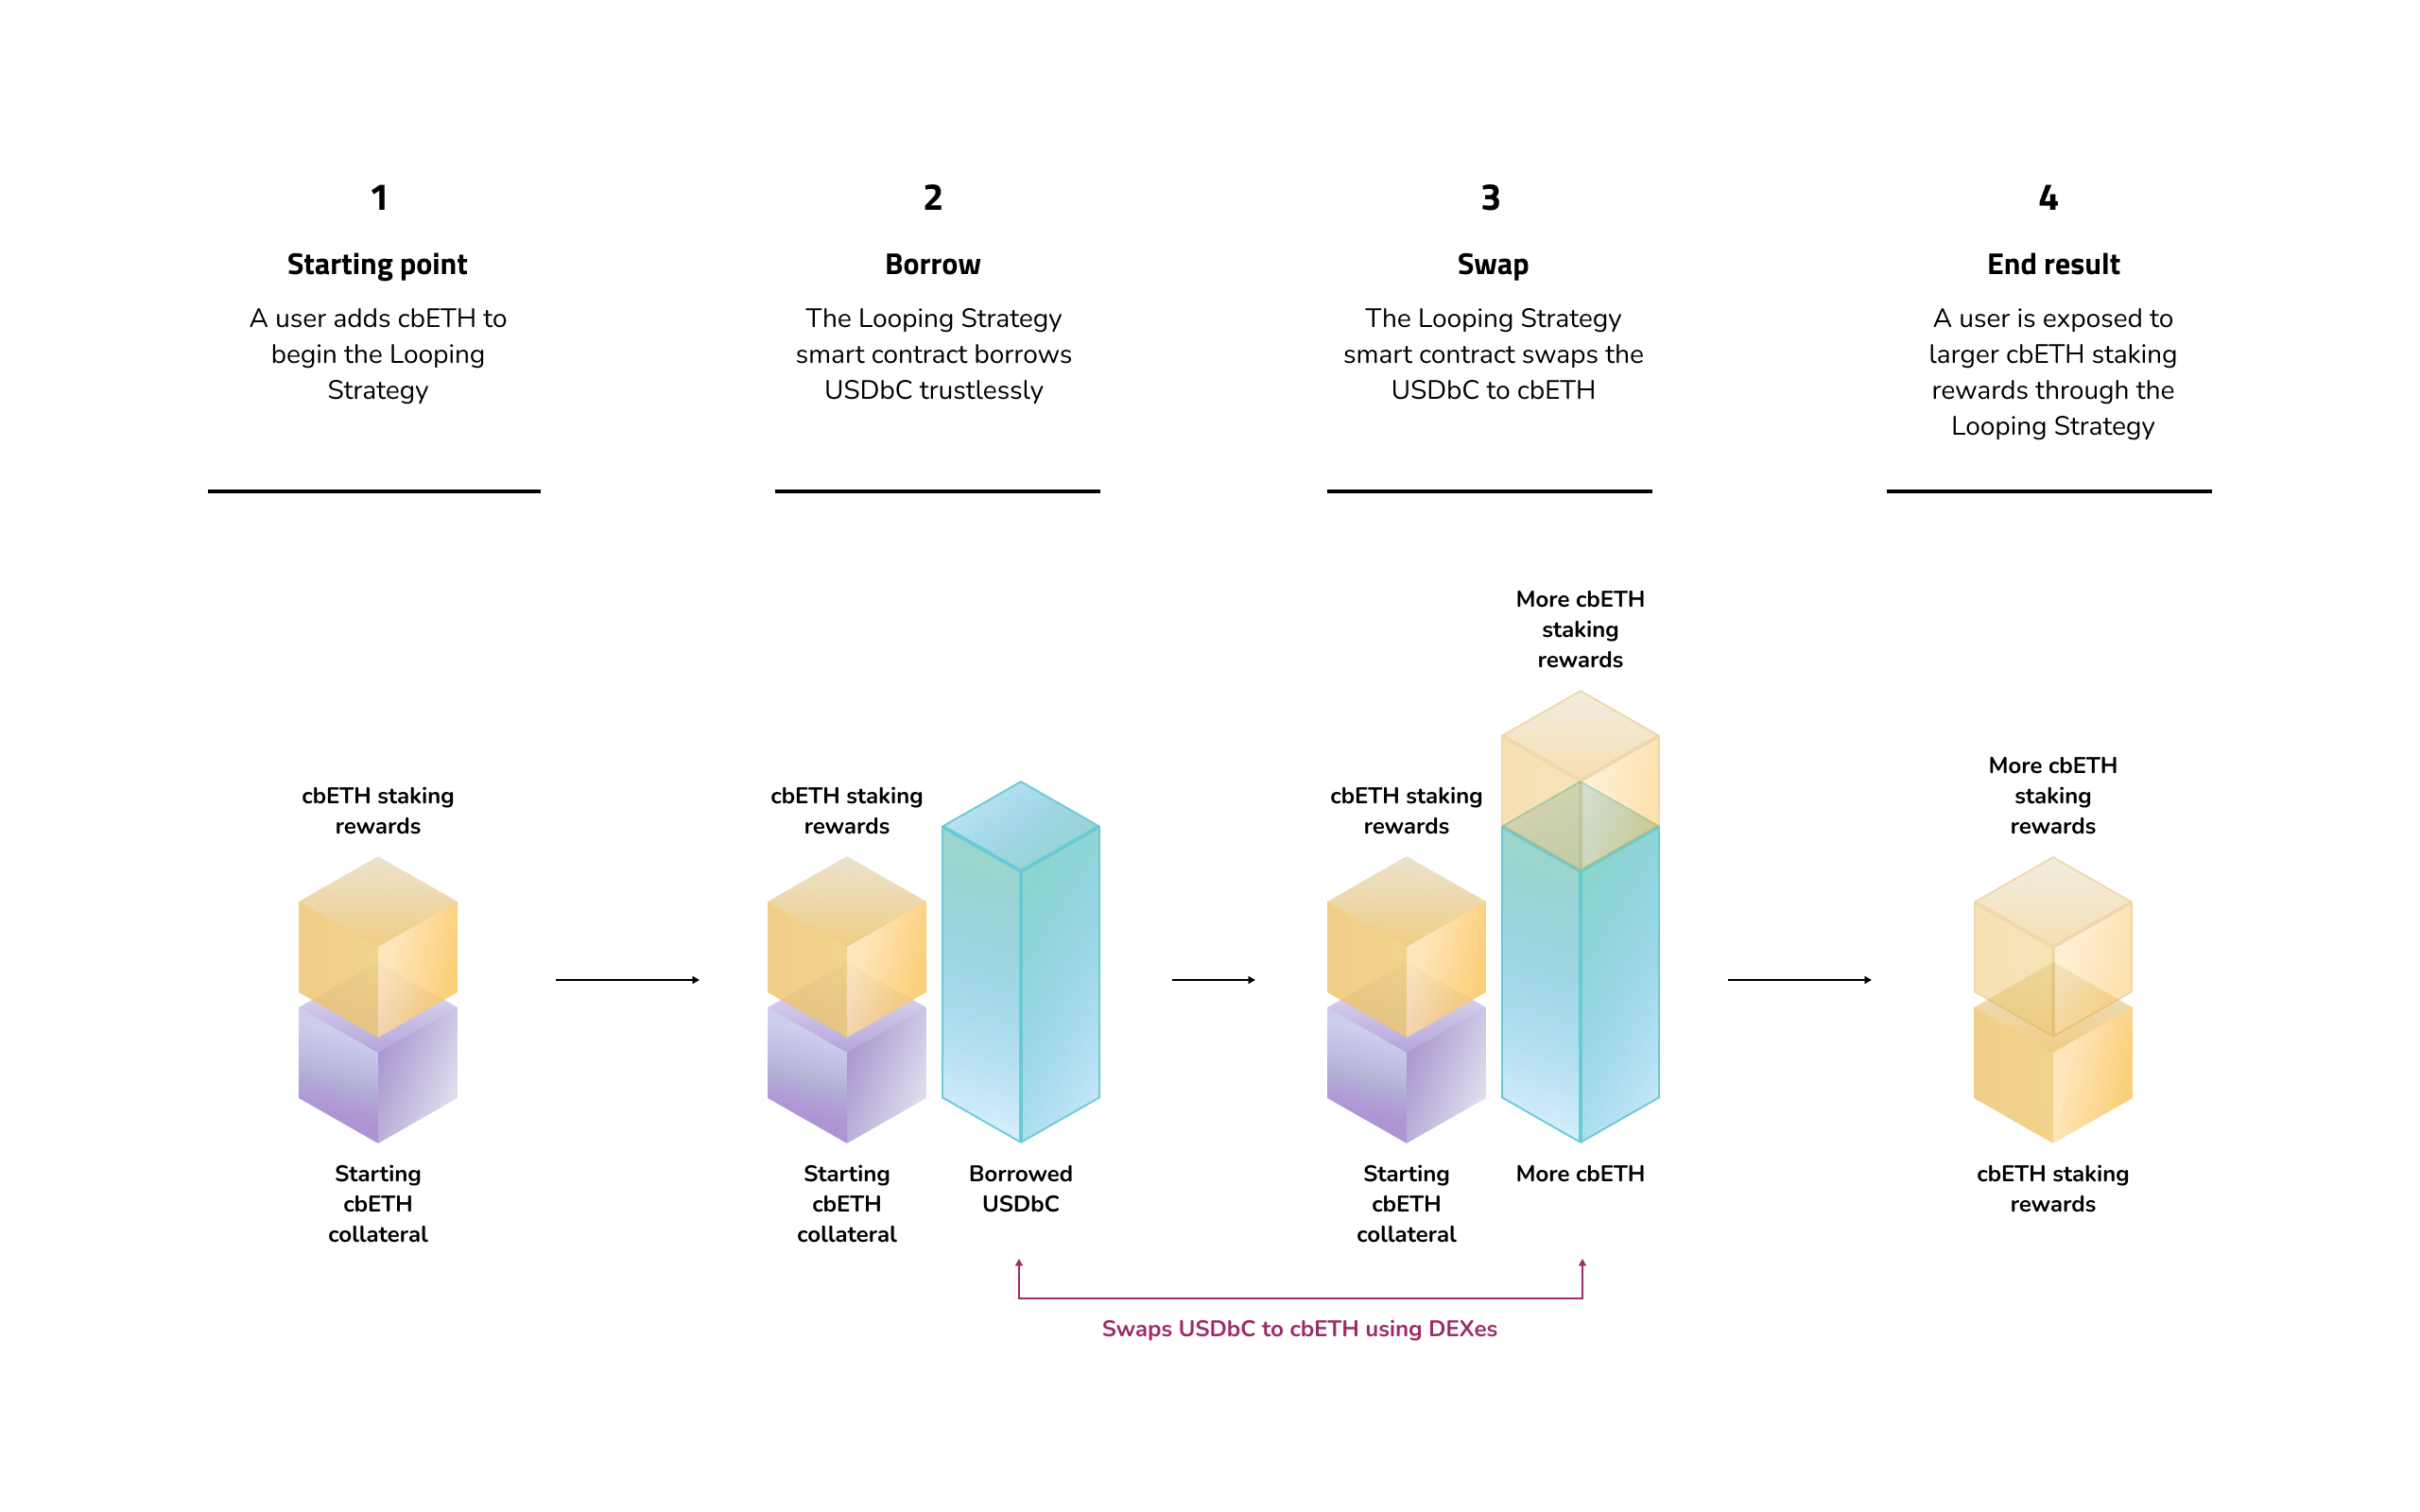 1
Starting point
A user adds cbETH to
begin the Looping
Strategy
2
Borrow
The Looping Strategy
smart contract borrows
USDbC trustlessly
3
Swap
The Looping Strategy
smart contract swaps the
USDbC to cbETH
4
End result
A user is exposed to
larger cbETH staking
rewards through the
Looping Strategy
cbETH staking
rewards
Starting
cbETH
collateral
cbETH staking
rewards
Starting
cbETH
collateral
Borrowed
USDbC
cbETH staking
rewards
Starting
cbETH
collateral
More cbETH
staking
rewards
More cbETH
Swaps USDbC to cbETH using DEXes
More cbETH
staking
rewards
cbETH staking
rewards